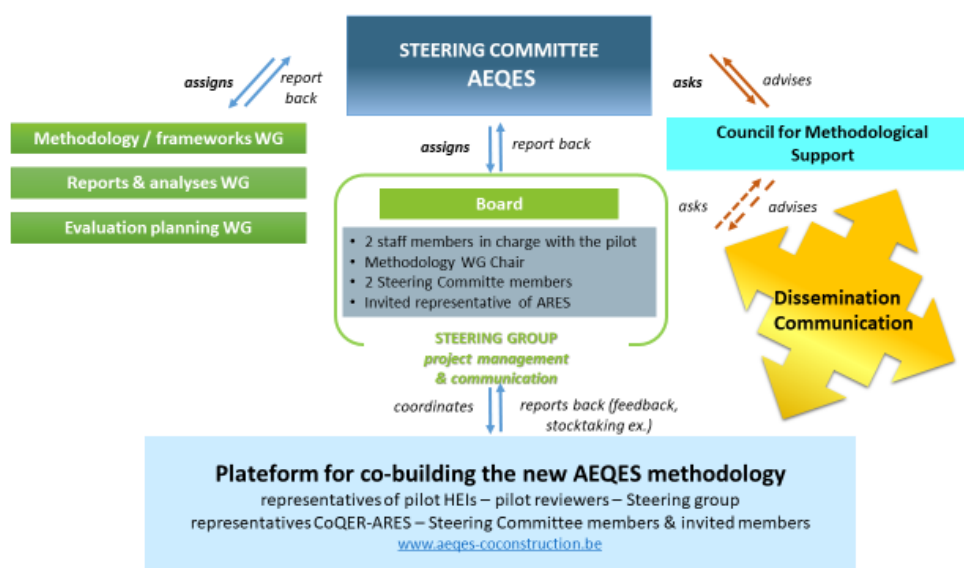 STEERING COMMITTEE
AEQES
assigns
report
back
asks
advises
Methodology / frameworks WG
Reports & analyses WG
Evaluation planning WG
assigns
report back
Council for Methodological
Support
asks
advises
Board
• 2 staff members in charge with the pilot
• Methodology WG Chair
• 2 Steering Committe members
• Invited representative of ARES
STEERING GROUP
project management
& communication
Dissemination
Communication
coordinates
reports back (feedback,
stocktaking ex.)
Plateform for co-building the new AEQES methodology
representatives of pilot HEIs – pilot reviewers – Steering group
representatives CoQER-ARES – Steering Committee members & invited members
www.aeqes-coconstruction.be